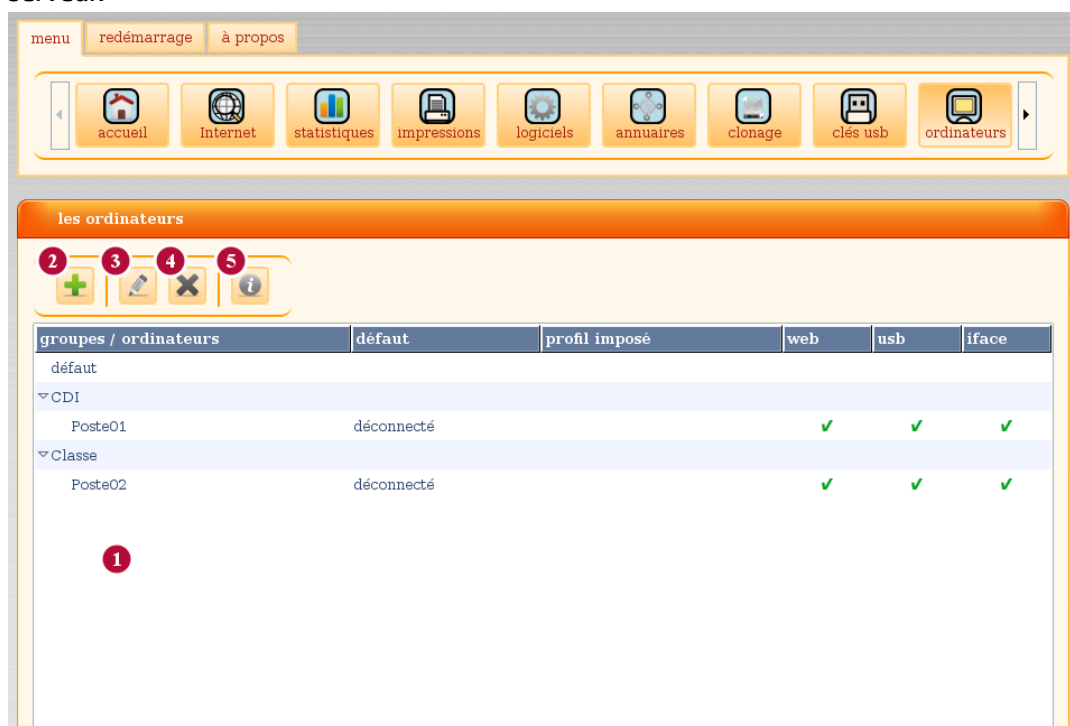 serveur.
menu redémarrage à propos
accueil Internet statistiques impressions logiciels annuaires clonage clés usb ordinateurs
les ordinateurs
2 3 4 5
groupes / ordinateurs défaut profil imposé web usb iface
défaut
CDI
Poste01 déconnecté ✔ ✔ ✔
Classe
Poste02 déconnecté ✔ ✔ ✔
1